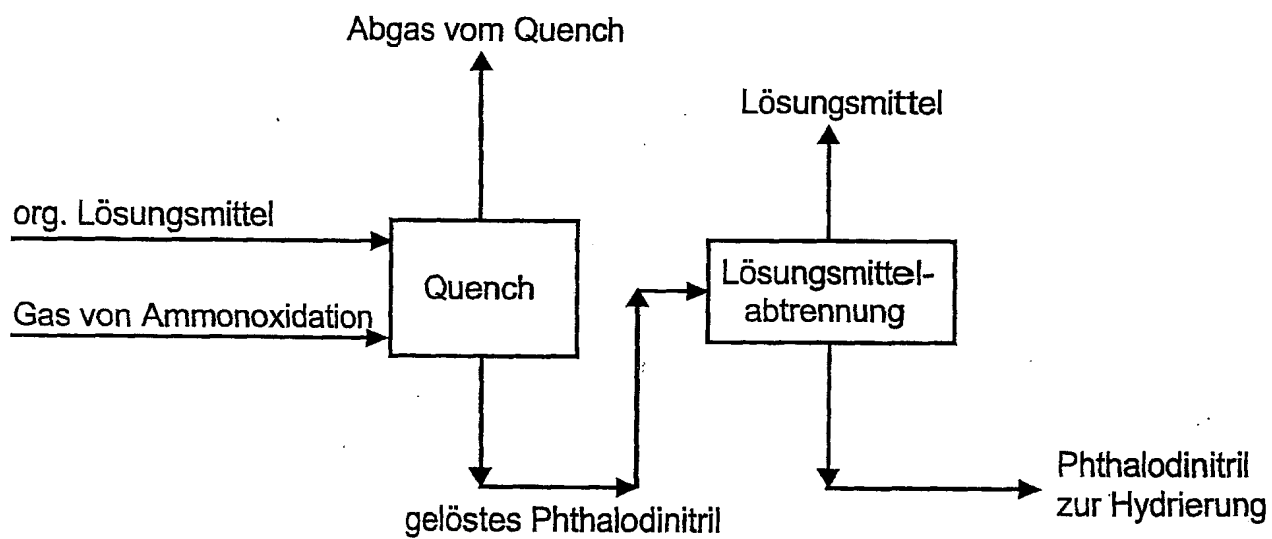 Abgas vom Quench
Lösungsmittel
org. Lösungsmittel
Gas von Ammonoxidation
Quench
Lösungsmittel-
abtrennung
gelöstes Phthalodinitril
Phthalodinitril
zur Hydrierung